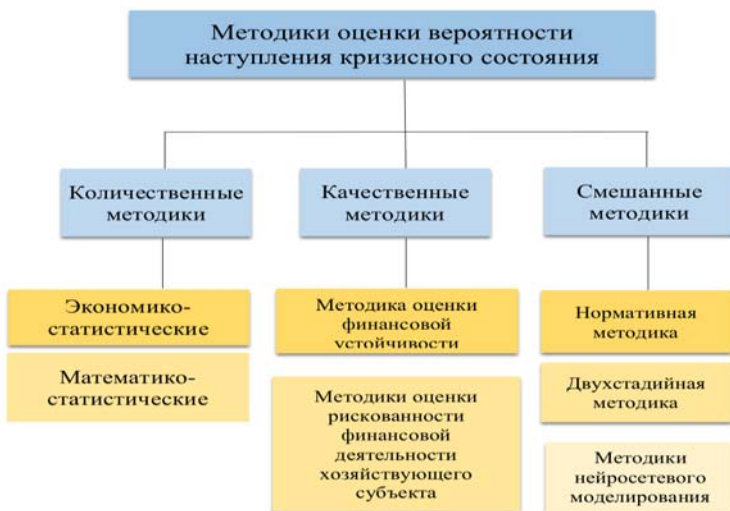 Методики оценки вероятности
наступления кризисного состояния
Количественные
методики
Качественные
методики
Смешанные
методики
Экономико-
статистические
Математико-
статистические
Методика оценки
финансовой
устойчивости
Методики оценки
рискованности
финансовой
деятельности
хозяйствующего
субъекта
Нормативная
методика
Двухстадийная
методика
Методики
нейросетевого
моделирования